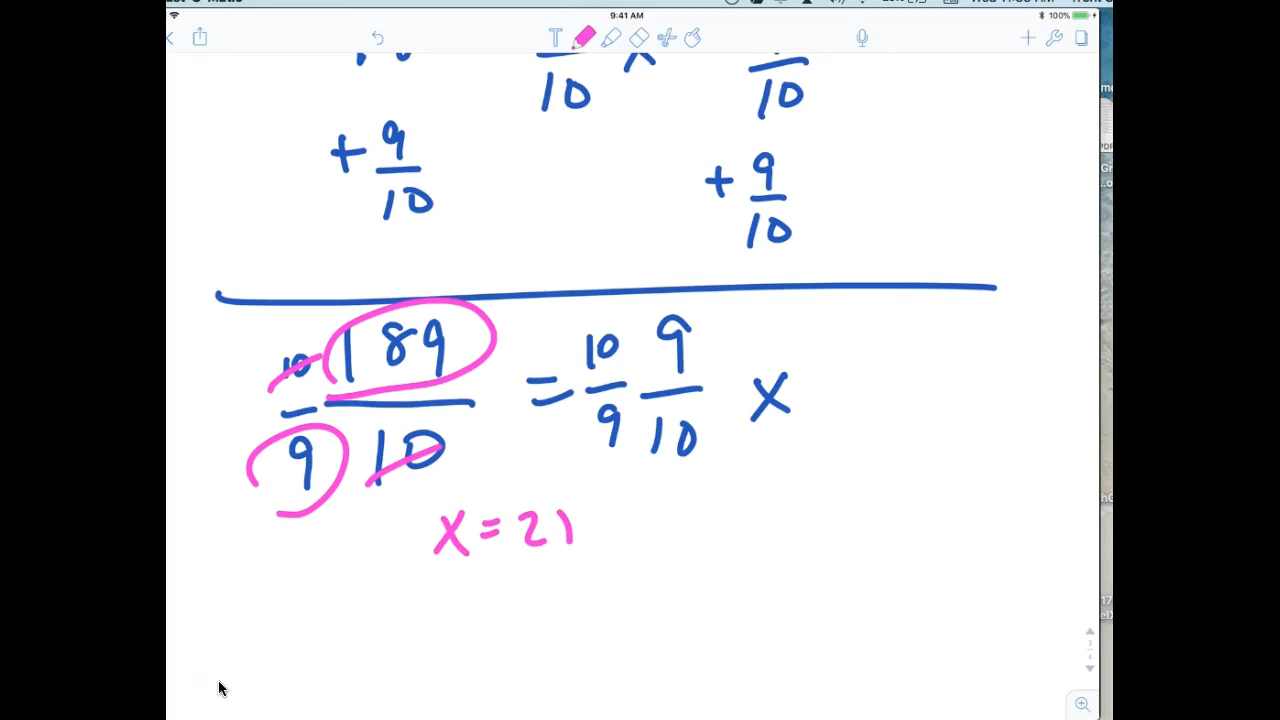 9:41 AM
100%
T
10 x 10
+ 9/10 + 9/10
10/9 189/10 = 10/9 9/10 x
x = 21